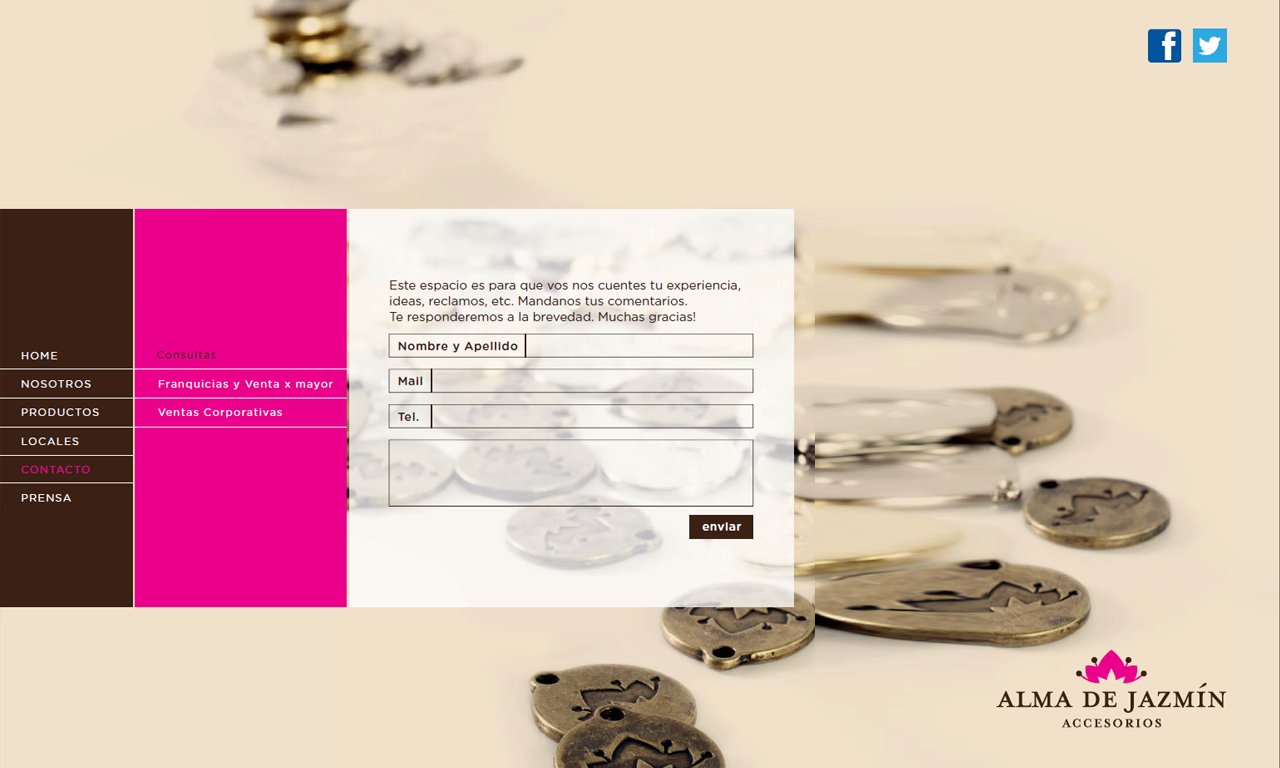 HOME
NOSOTROS
PRODUCTOS
LOCALES
CONTACTO
PRENSA
Consultas
Franquicias y Venta x mayor
Ventas Corporativas
Este espacio es para que vos nos cuentes tu experiencia,
ideas, reclamos, etc. Mandanos tus comentarios.
Te responderemos a la brevedad. Muchas gracias!
Nombre y Apellido
Mail
Tel.
enviar
ALMA DE JAZMÍN
ACCESORIOS